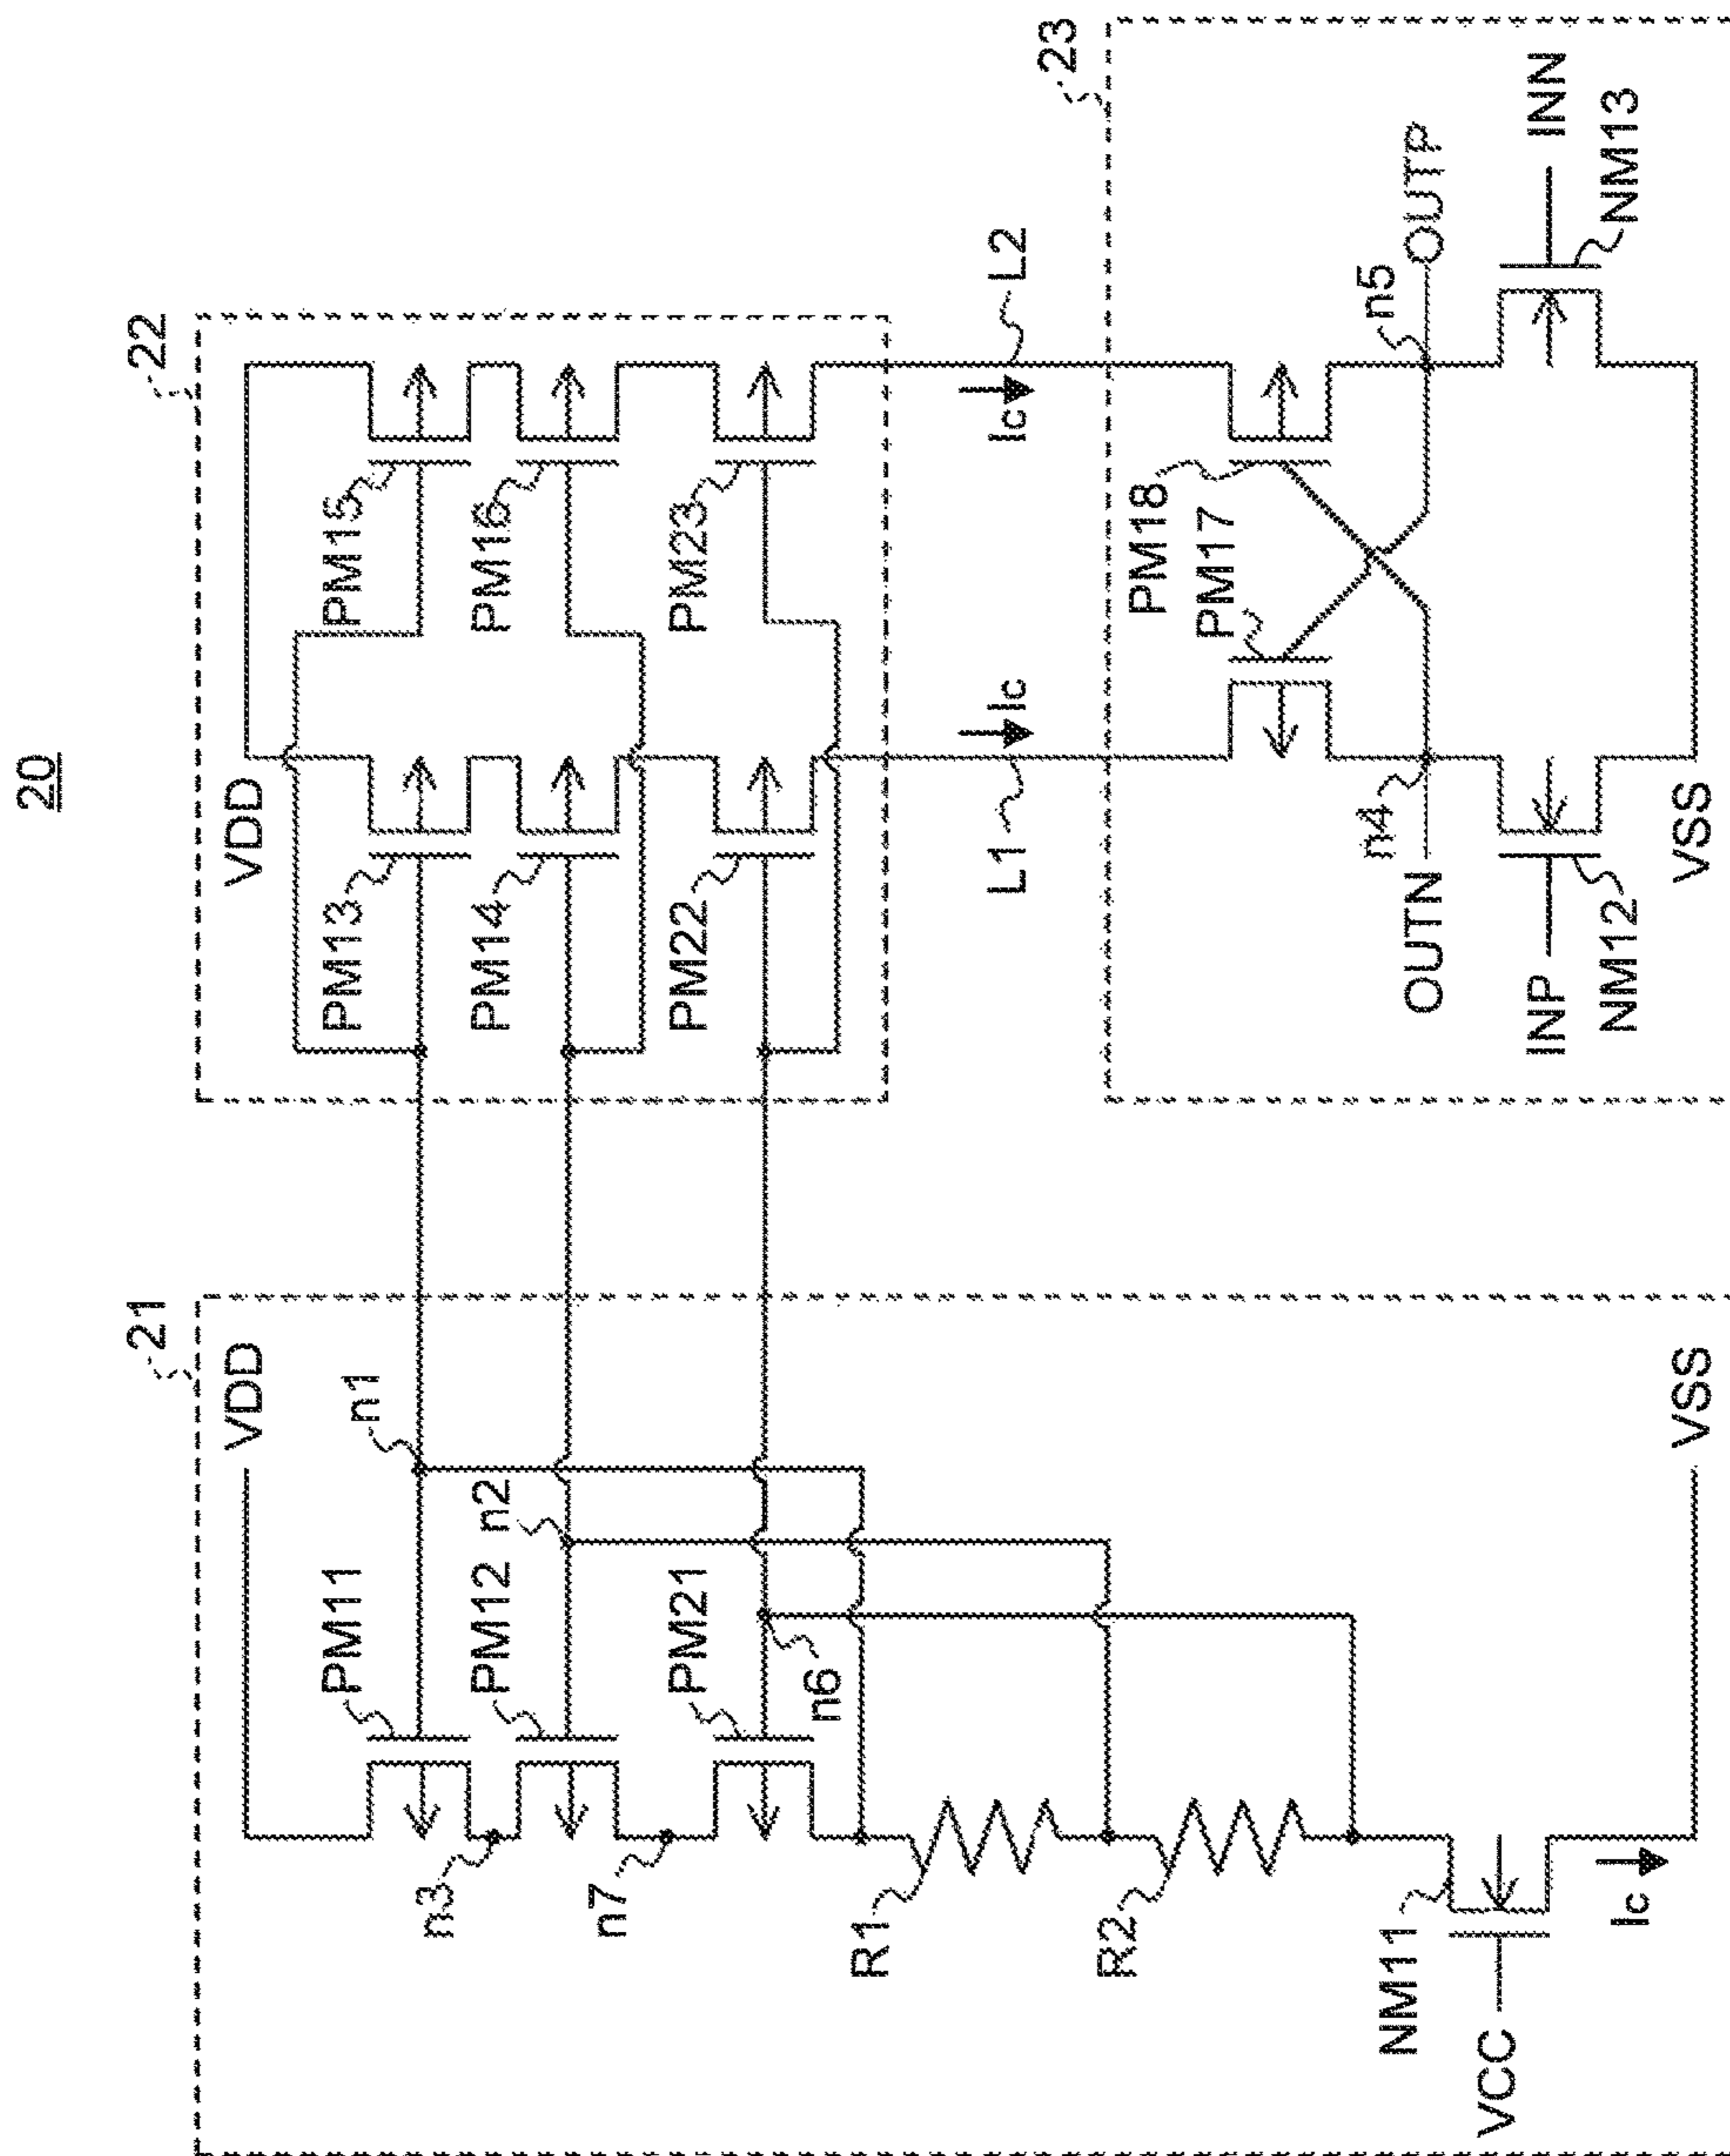 20
21
VDD
n1
PM11
n2
PM12
PM21
n6
n3
n7
R1
R2
NM11
VCC
Ic
VSS
22
VDD
PM13
PM15
PM14
PM16
PM22
PM23
L1
Ic
Ic
L2
23
PM18
PM17
n4
n5
OUTN
OUTP
INP
NM12
INN
NM13
VSS